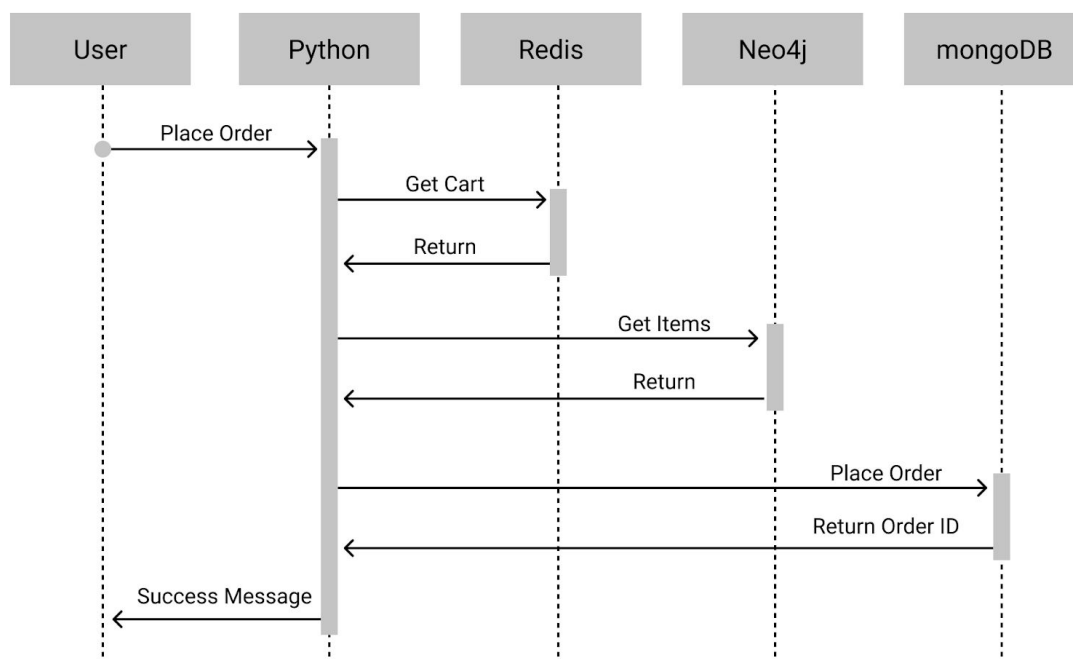 User
Python
Redis
Neo4j
mongoDB
Place Order
Get Cart
Return
Get Items
Return
Place Order
Return Order ID
Success Message